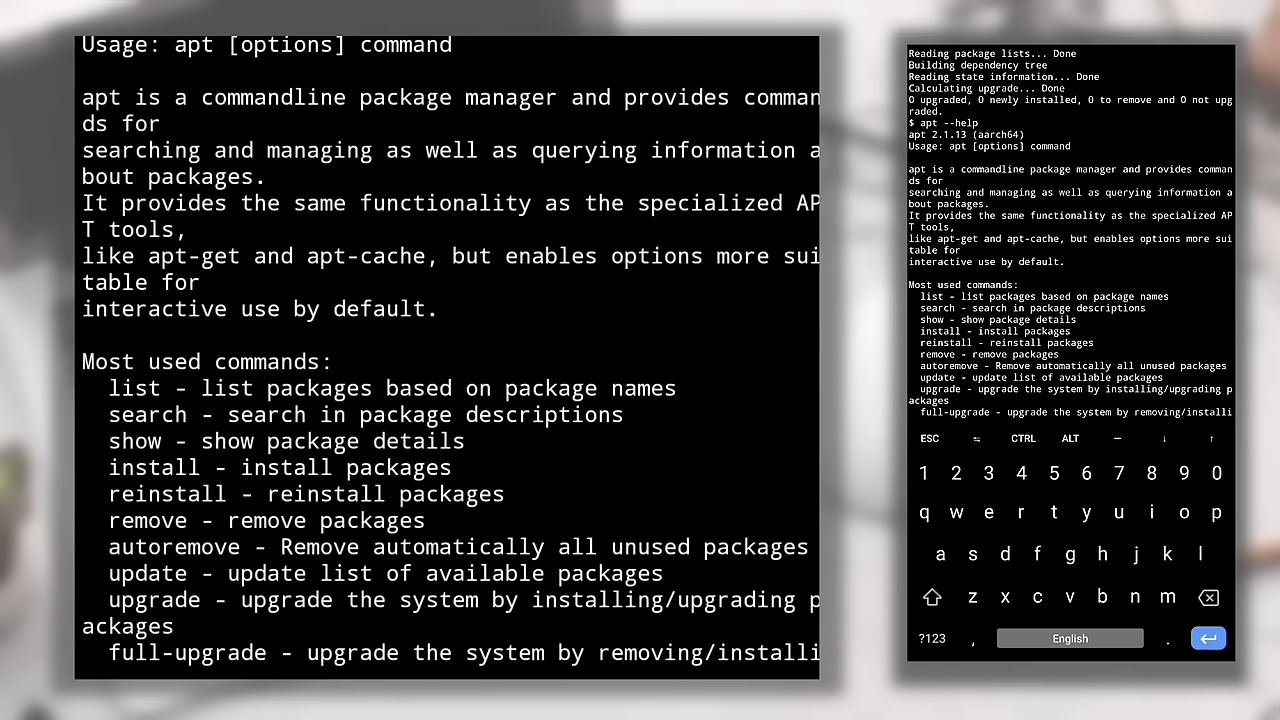 Usage: apt [options] command
apt is a commandline package manager and provides comman
ds for
searching and managing as well as querying information a
bout packages.
It provides the same functionality as the specialized AP
T tools,
like apt-get and apt-cache, but enables options more sui
table for
interactive use by default.
Most used commands:
list - list packages based on package names
search - search in package descriptions
show - show package details
install - install packages
reinstall - reinstall packages
remove - remove packages
autoremove - Remove automatically all unused packages
update - update list of available packages
upgrade - upgrade the system by installing/upgrading p
ackages
full-upgrade - upgrade the system by removing/installi
Reading package lists... Done
Building dependency tree
Reading state information... Done
Calculating upgrade... Done
0 upgraded, 0 newly installed, 0 to remove and 0 not upg
raded.
$ apt --help
apt 2.1.13 (aarch64)
Usage: apt [options] command
apt is a commandline package manager and provides comman
ds for
searching and managing as well as querying information a
bout packages.
It provides the same functionality as the specialized AP
T tools,
like apt-get and apt-cache, but enables options more sui
table for
interactive use by default.
Most used commands:
list - list packages based on package names
search - search in package descriptions
show - show package details
install - install packages
reinstall - reinstall packages
remove - remove packages
autoremove - Remove automatically all unused packages
update - update list of available packages
upgrade - upgrade the system by installing/upgrading p
ackages
full-upgrade - upgrade the system by removing/installi
ESC ↹ CTRL ALT — ↓ ↑
1 2 3 4 5 6 7 8 9 0
q w e r t y u i o p
a s d f g h j k l
z x c v b n m
?123 , English .